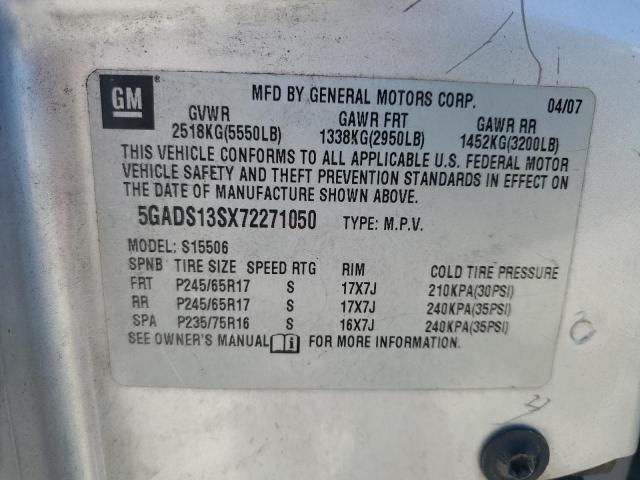 GM®
MFD BY GENERAL MOTORS CORP. 04/07
GVWR GAWR FRT GAWR RR
2518KG(5550LB) 1338KG(2950LB) 1452KG(3200LB)
THIS VEHICLE CONFORMS TO ALL APPLICABLE U.S. FEDERAL MOTOR
VEHICLE SAFETY AND THEFT PREVENTION STANDARDS IN EFFECT ON
THE DATE OF MANUFACTURE SHOWN ABOVE.
5GADS13SX72271050 TYPE: M.P.V.
MODEL: S15506
SPNB TIRE SIZE SPEED RTG RIM COLD TIRE PRESSURE
FRT P245/65R17 S 17X7J 210KPA(30PSI)
RR P245/65R17 S 17X7J 240KPA(35PSI)
SPA P235/75R16 S 16X7J 240KPA(35PSI)
SEE OWNER'S MANUAL i FOR MORE INFORMATION.